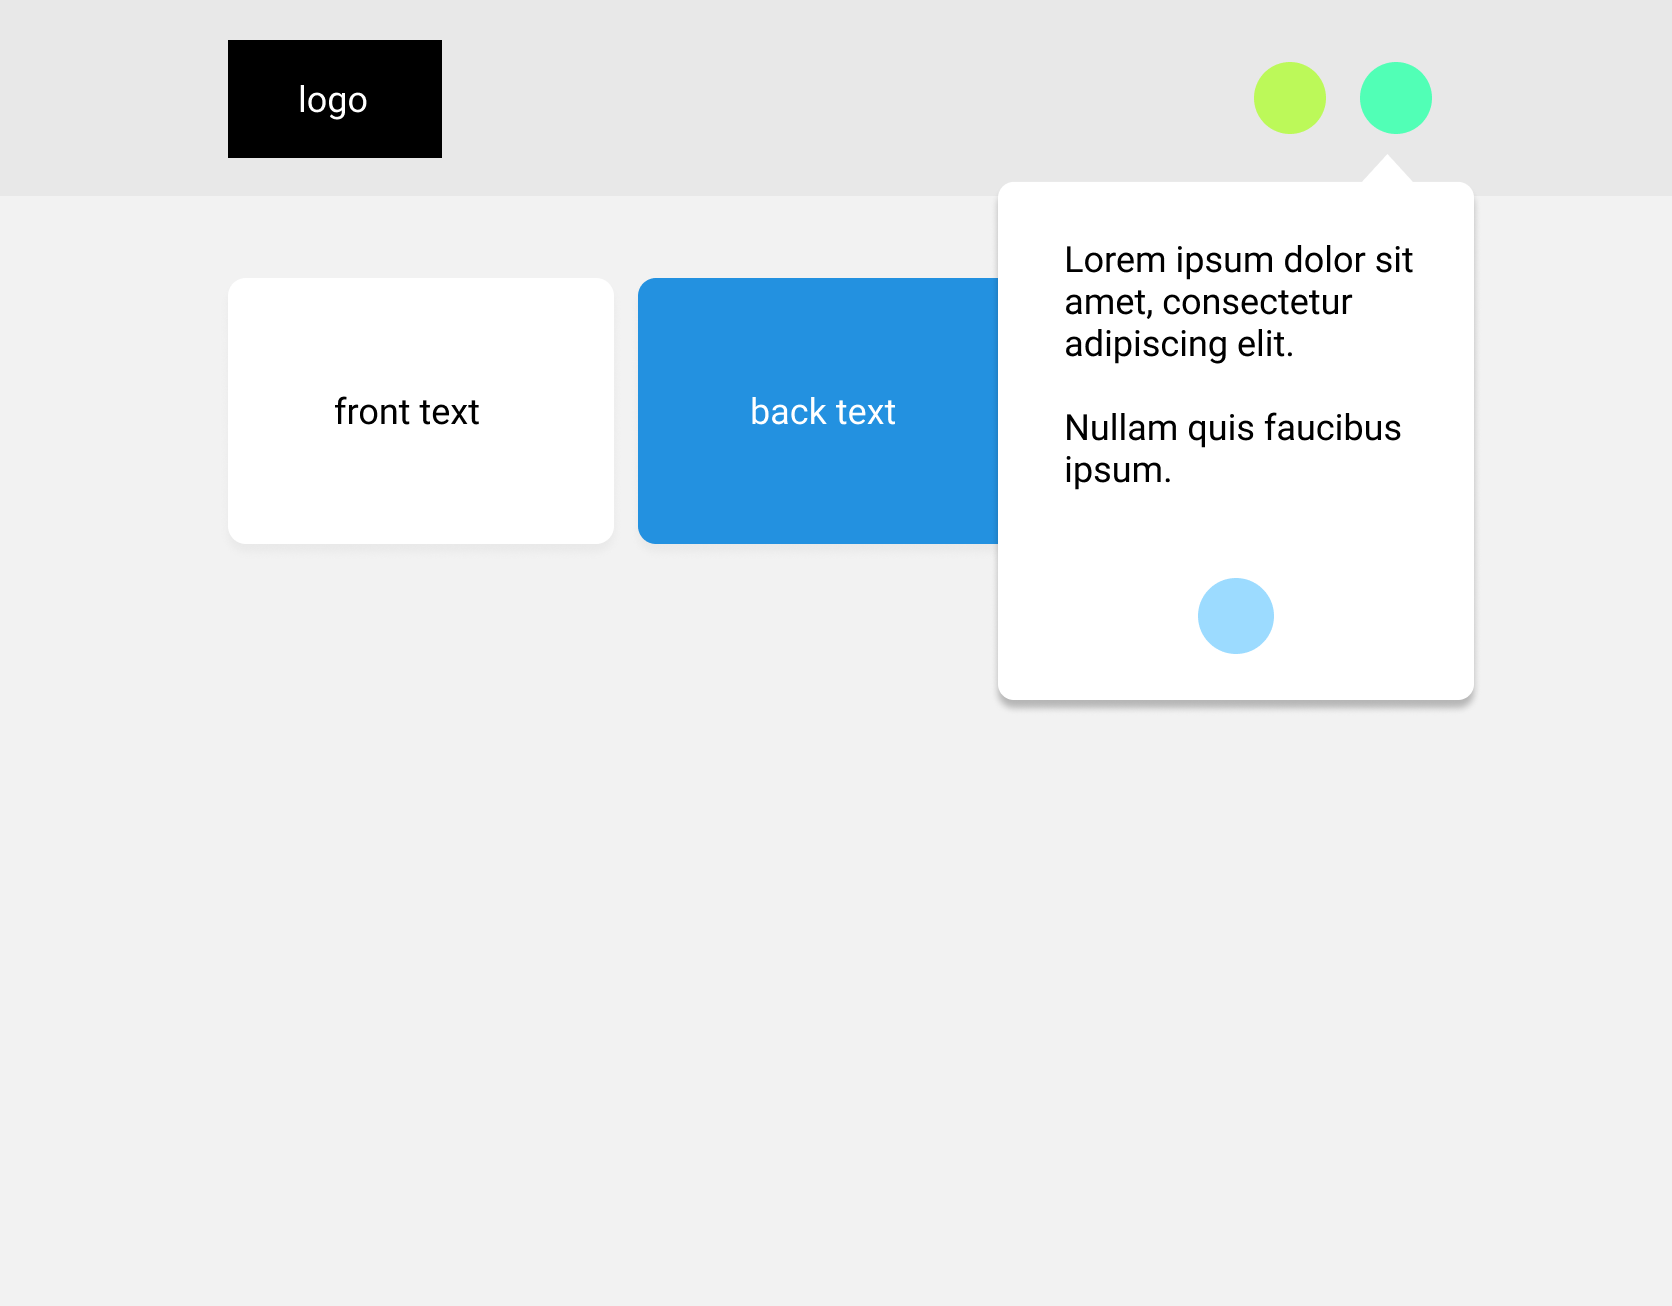 logo
front text
back text
Lorem ipsum dolor sit
amet, consectetur
adipiscing elit.
Nullam quis faucibus
ipsum.